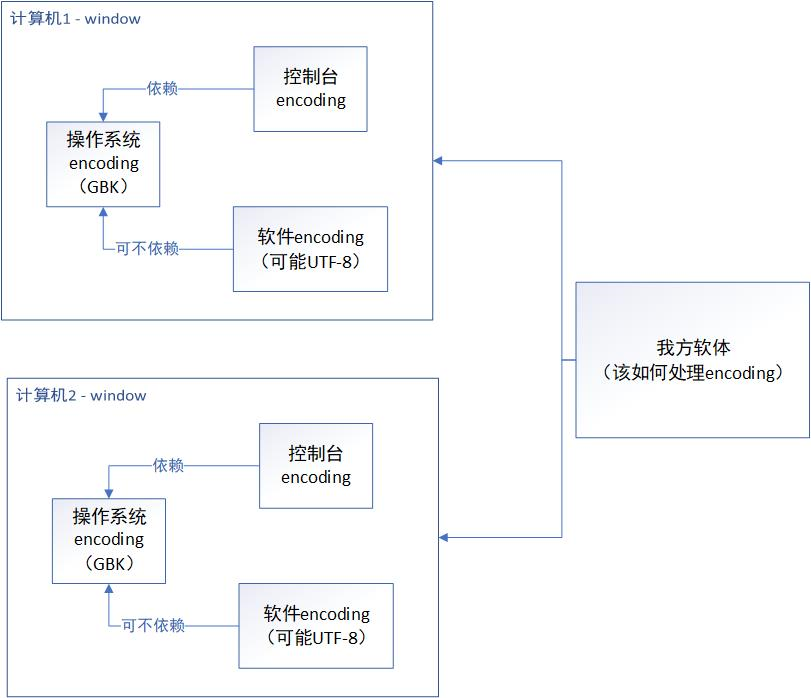 计算机1 - window
控制台
encoding
依赖
操作系统
encoding
（GBK）
软件encoding
（可能UTF-8）
可不依赖
我方软体
（该如何处理encoding）
计算机2 - window
控制台
encoding
依赖
操作系统
encoding
（GBK）
软件encoding
（可能UTF-8）
可不依赖